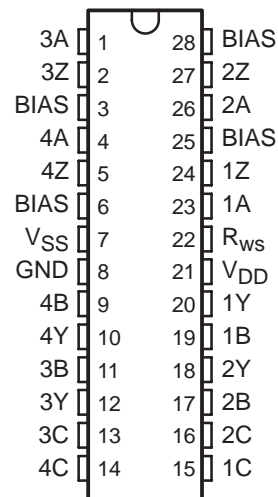 3A 1 28 BIAS
3Z 2 27 2Z
BIAS 3 26 2A
4A 4 25 BIAS
4Z 5 24 1Z
BIAS 6 23 1A
VSS 7 22 Rws
GND 8 21 VDD
4B 9 20 1Y
4Y 10 19 1B
3B 11 18 2Y
3Y 12 17 2B
3C 13 16 2C
4C 14 15 1C